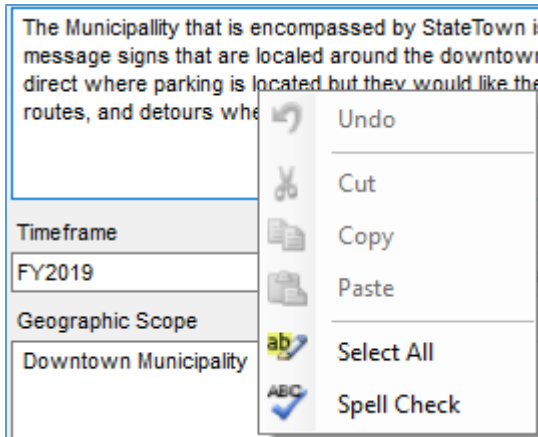 The Municipallity that is encompassed by StateTown i
message signs that are localed around the downtown
direct where parking is located but they would like the
routes, and detours whe
Undo
Cut
Copy
Paste
Select All
Spell Check
Timeframe
FY2019
Geographic Scope
Downtown Municipality